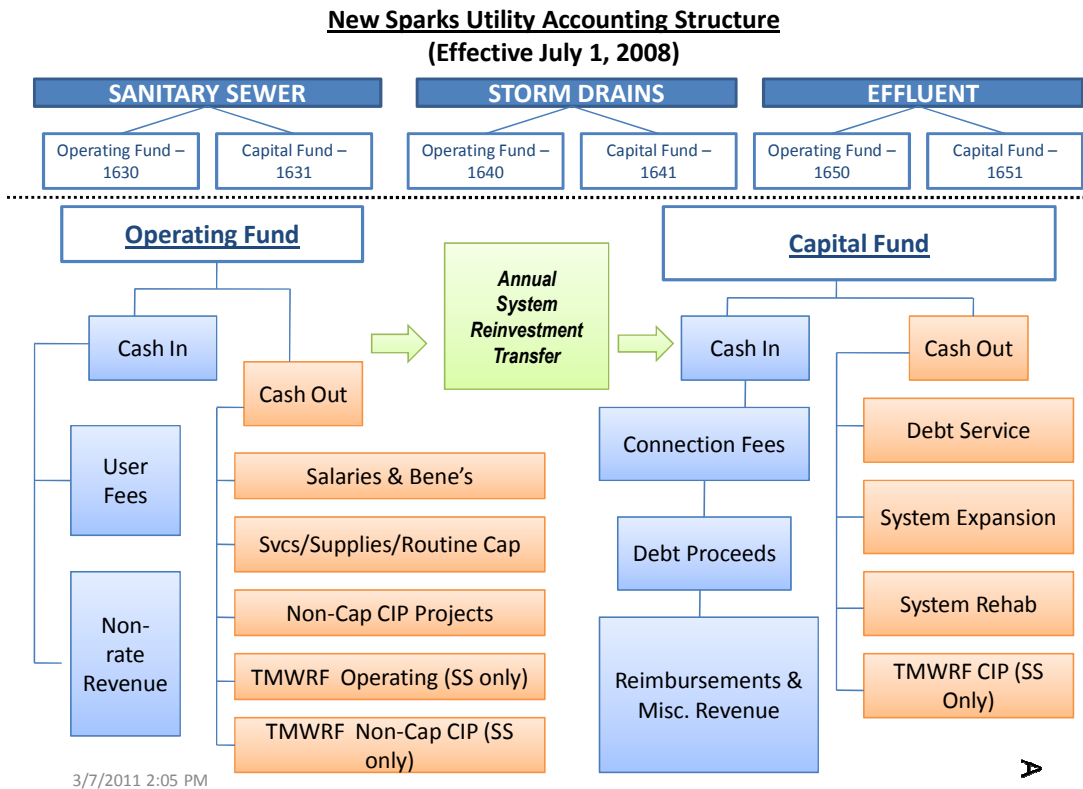 New Sparks Utility Accounting Structure
(Effective July 1, 2008)
SANITARY SEWER
STORM DRAINS
EFFLUENT
Operating Fund –
1630
Capital Fund –
1631
Operating Fund –
1640
Capital Fund –
1641
Operating Fund –
1650
Capital Fund –
1651
Operating Fund
Cash In
Cash Out
User
Fees
Non-
rate
Revenue
Salaries & Bene's
Svcs/Supplies/Routine Cap
Non-Cap CIP Projects
TMWRF  Operating (SS only)
TMWRF  Non-Cap CIP (SS
only)
Annual
System
Reinvestment
Transfer
Capital Fund
Cash In
Connection Fees
Debt Proceeds
Reimbursements &
Misc. Revenue
Cash Out
Debt Service
System Expansion
System Rehab
TMWRF CIP (SS
Only)
3/7/2011 2:05 PM
A